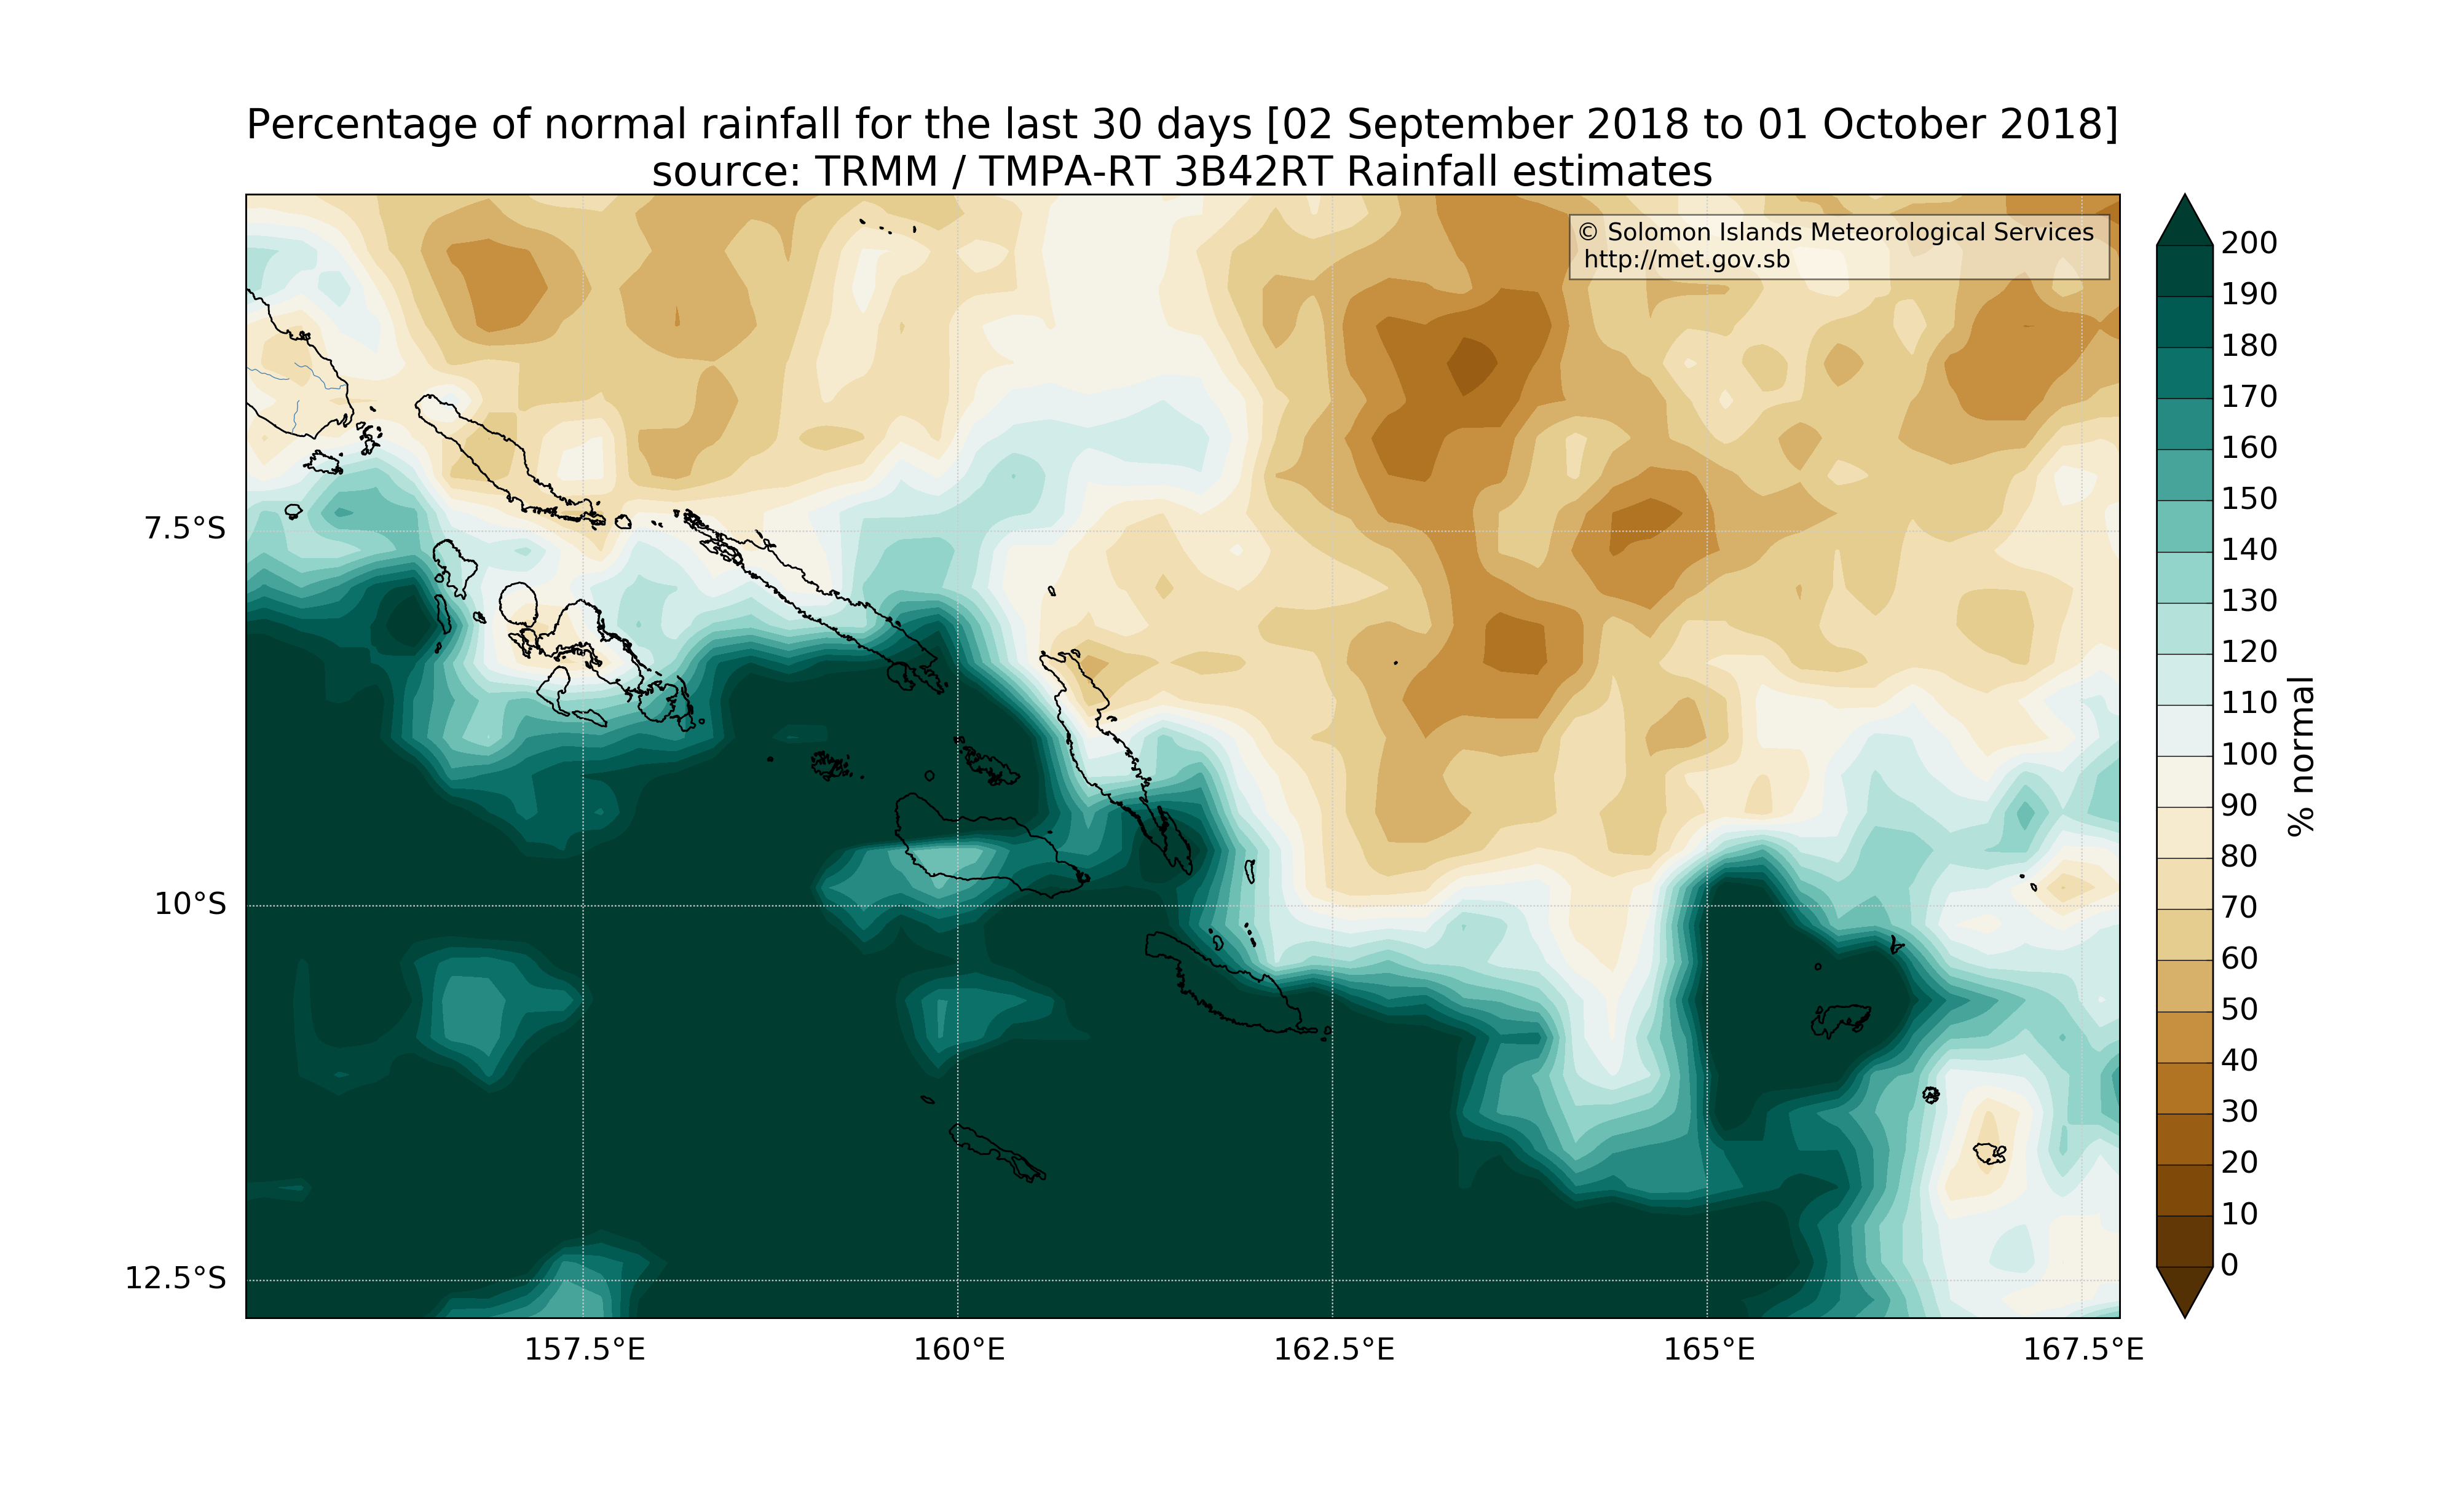 Percentage of normal rainfall for the last 30 days [02 September 2018 to 01 October 2018]
source: TRMM / TMPA-RT 3B42RT Rainfall estimates
© Solomon Islands Meteorological Services
http://met.gov.sb
7.5°S
10°S
12.5°S
157.5°E
160°E
162.5°E
165°E
167.5°E
200
190
180
170
160
150
140
130
120
110
100
90
80
70
60
50
40
30
20
10
0
% normal